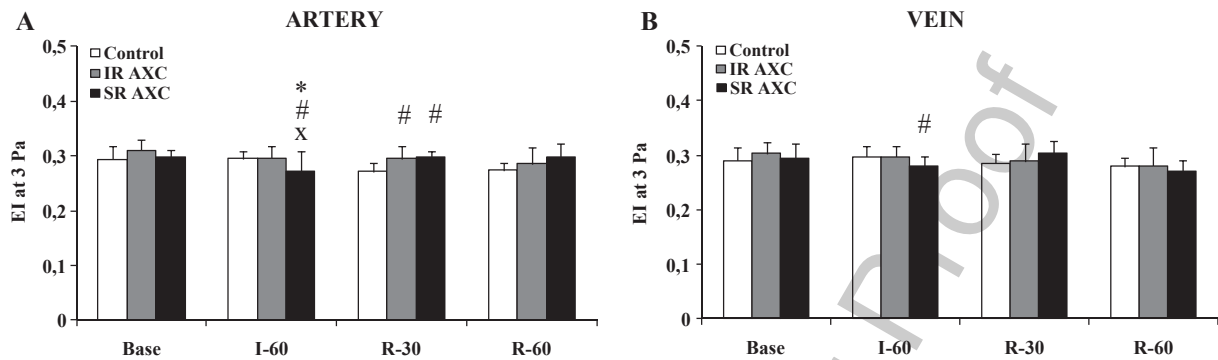 A
ARTERY
EI at 3 Pa
0,5
0,4
0,3
0,2
0,1
0
Control
IR AXC
SR AXC
*
#
x
# #
Base I-60 R-30 R-60
B
VEIN
EI at 3 Pa
0,5
0,4
0,3
0,2
0,1
0
Control
IR AXC
SR AXC
#
Base I-60 R-30 R-60
Proof